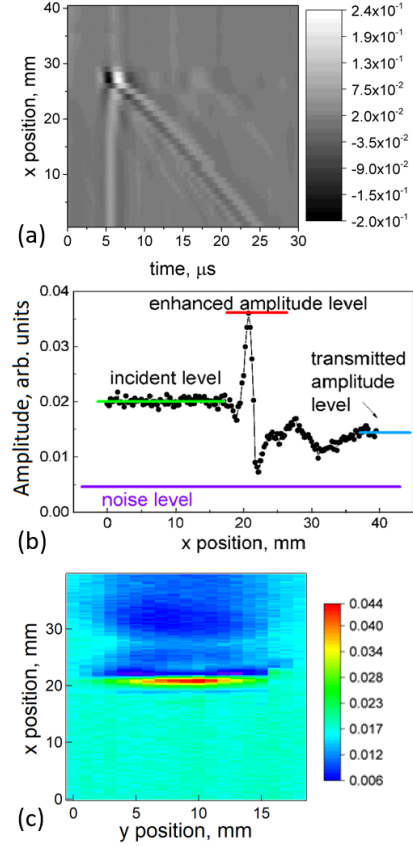 (a)
x position, mm
40
30
20
10
0 5 10 15 20 25 30
time, μs
2.4x10⁻¹
1.9x10⁻¹
1.4x10⁻¹
7.5x10⁻²
2.0x10⁻²
-3.5x10⁻²
-9.0x10⁻²
-1.5x10⁻¹
-2.0x10⁻¹
(b)
Amplitude, arb. units
0.04
0.03
0.02
0.01
0.00
enhanced amplitude level
incident level
transmitted
amplitude
level
noise level
0 10 20 30 40
x position, mm
(c)
x position, mm
30
20
10
0
0 5 10 15
y position, mm
0.044
0.039
0.033
0.028
0.023
0.017
0.012
0.006